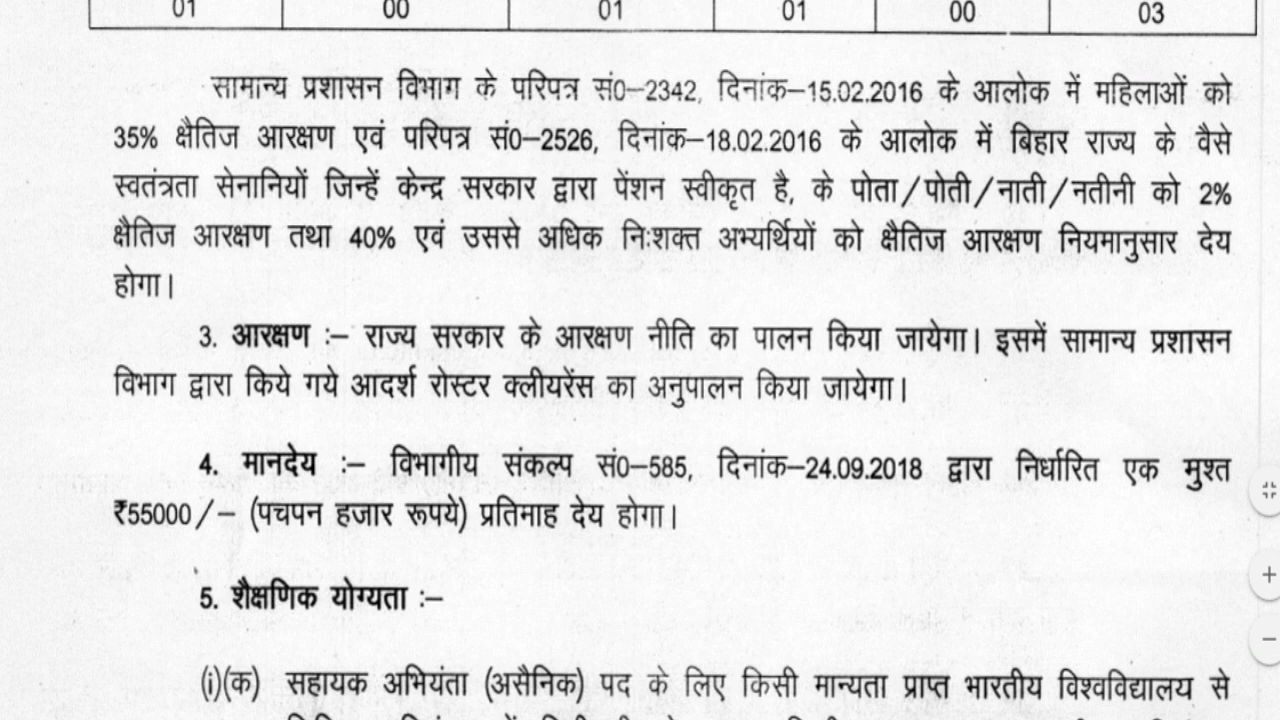 01 00 01 01 00 03
सामान्य प्रशासन विभाग के परिपत्र सं0–2342, दिनांक–15.02.2016 के आलोक में महिलाओं को
35% क्षैतिज आरक्षण एवं परिपत्र सं0–2526, दिनांक–18.02.2016 के आलोक में बिहार राज्य के वैसे
स्वतंत्रता सेनानियों जिन्हें केन्द्र सरकार द्वारा पेंशन स्वीकृत है, के पोता/पोती/नाती/नतीनी को 2%
क्षैतिज आरक्षण तथा 40% एवं उससे अधिक निःशक्त अभ्यर्थियों को क्षैतिज आरक्षण नियमानुसार देय
होगा।
3. आरक्षण :– राज्य सरकार के आरक्षण नीति का पालन किया जायेगा। इसमें सामान्य प्रशासन
विभाग द्वारा किये गये आदर्श रोस्टर क्लीयरेंस का अनुपालन किया जायेगा।
4. मानदेय :– विभागीय संकल्प सं0–585, दिनांक–24.09.2018 द्वारा निर्धारित एक मुश्त
₹55000/– (पचपन हजार रूपये) प्रतिमाह देय होगा।
5. शैक्षणिक योग्यता :–
(i)(क) सहायक अभियंता (असैनिक) पद के लिए किसी मान्यता प्राप्त भारतीय विश्वविद्यालय से